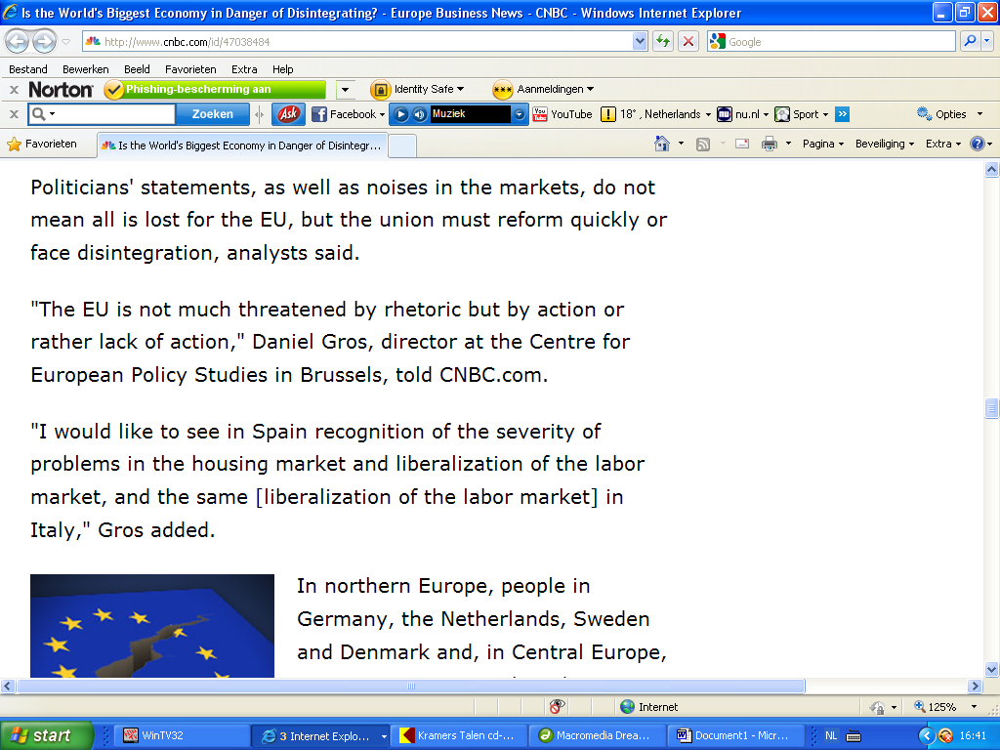 Is the World's Biggest Economy in Danger of Disintegrating? - Europe Business News - CNBC - Windows Internet Explorer
http://www.cnbc.com/id/47038484
Google
Bestand Bewerken Beeld Favorieten Extra Help
x Norton Phishing-bescherming aan Identity Safe Aanmeldingen
x Zoeken Ask Facebook Muziek You Tube YouTube 18° , Netherlands nu.nl Sport Opties
Favorieten Is the World's Biggest Economy in Danger of Disintegr... Pagina Beveiliging Extra
Politicians' statements, as well as noises in the markets, do not
mean all is lost for the EU, but the union must reform quickly or
face disintegration, analysts said.
"The EU is not much threatened by rhetoric but by action or
rather lack of action," Daniel Gros, director at the Centre for
European Policy Studies in Brussels, told CNBC.com.
"I would like to see in Spain recognition of the severity of
problems in the housing market and liberalization of the labor
market, and the same [liberalization of the labor market] in
Italy," Gros added.
In northern Europe, people in
Germany, the Netherlands, Sweden
and Denmark and, in Central Europe,
Internet 125%
start WinTV32 3 Internet Explo... Kramers Talen cd-... Macromedia Drea... Document1 - Micr... NL 16:41